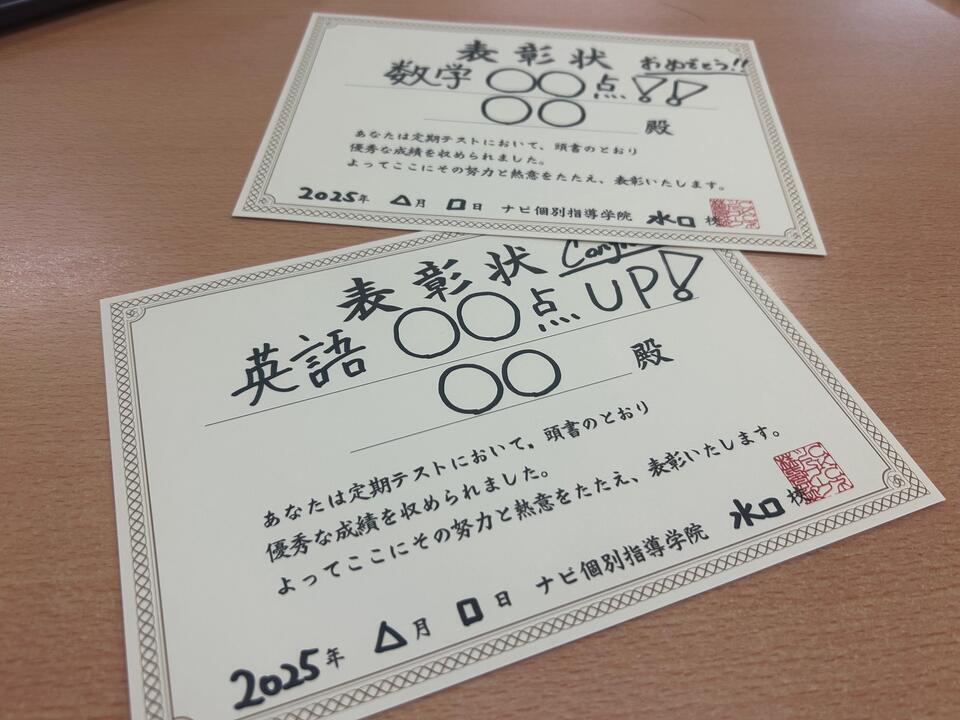 表彰状
おめでとう!!
数学 ○○点!!
○○ 殿
あなたは定期テストにおいて、頭書のとおり
優秀な成績を収められました。
よってここにその努力と熱意をたたえ、表彰いたします。
2025年 △月 □日 ナビ個別指導学院 水口 校
表彰状
英語 ○○点 UP!
○○ 殿
あなたは定期テストにおいて、頭書のとおり
優秀な成績を収められました。
よってここにその努力と熱意をたたえ、表彰いたします。
2025年 △月 □日 ナビ個別指導学院 水口 校